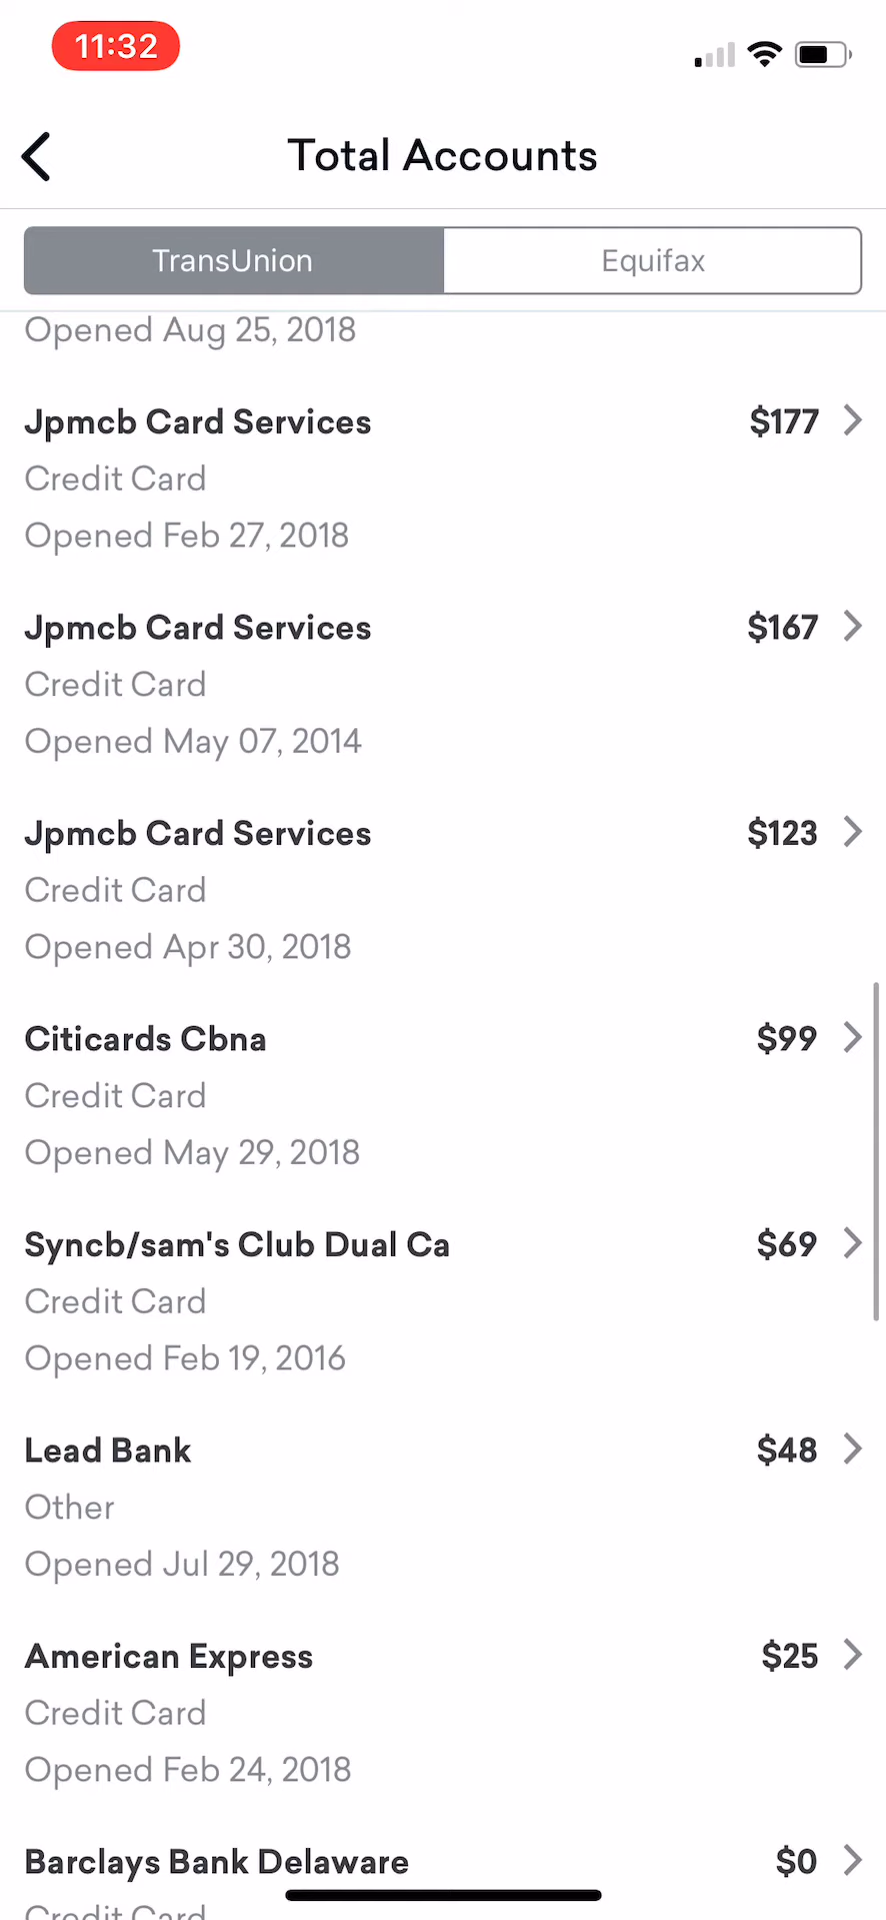 11:32
Total Accounts
TransUnion
Equifax
Opened Aug 25, 2018
Jpmcb Card Services
$177
Credit Card
Opened Feb 27, 2018
Jpmcb Card Services
$167
Credit Card
Opened May 07, 2014
Jpmcb Card Services
$123
Credit Card
Opened Apr 30, 2018
Citicards Cbna
$99
Credit Card
Opened May 29, 2018
Syncb/sam's Club Dual Ca
$69
Credit Card
Opened Feb 19, 2016
Lead Bank
$48
Other
Opened Jul 29, 2018
American Express
$25
Credit Card
Opened Feb 24, 2018
Barclays Bank Delaware
$0
Credit Card